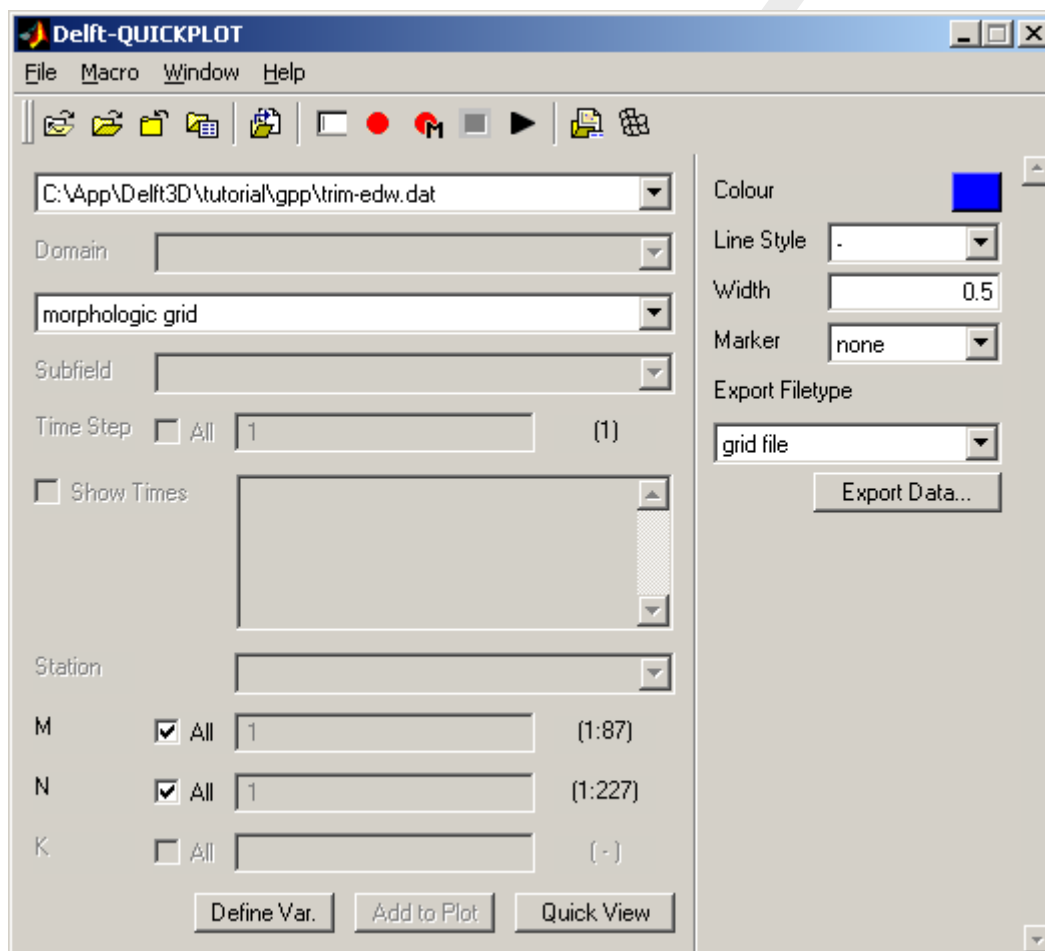 Delft-QUICKPLOT
File Macro Window Help
C:\App\Delft3D\tutorial\gpp\trim-edw.dat
Domain
morphologic grid
Subfield
Time Step All 1 (1)
Show Times
Station
M All 1 (1:87)
N All 1 (1:227)
K All (-)
Define Var. Add to Plot Quick View
Colour
Line Style -
Width 0.5
Marker none
Export Filetype
grid file
Export Data...